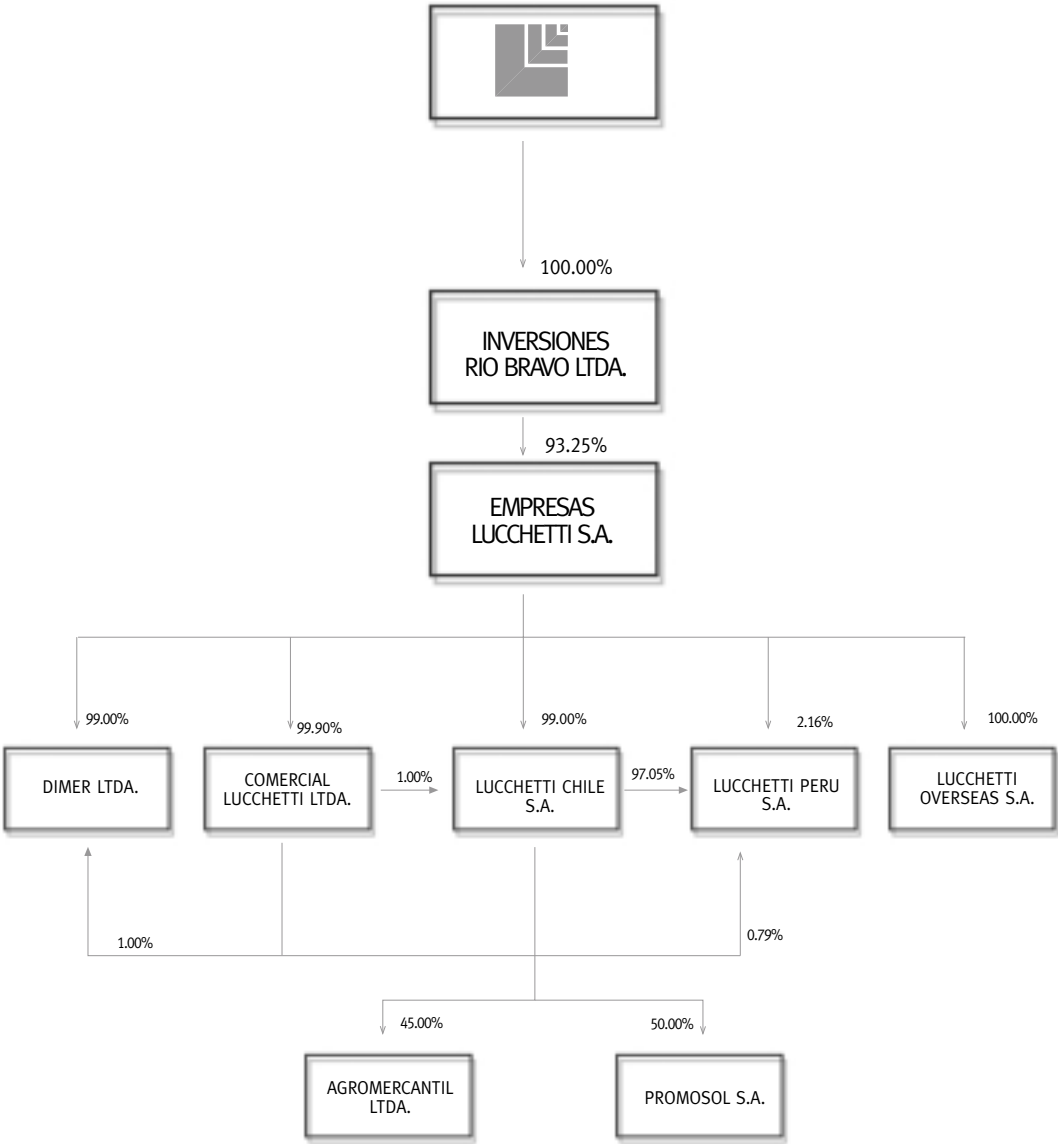 100.00%
INVERSIONES
RIO BRAVO LTDA.
93.25%
EMPRESAS
LUCCHETTI S.A.
99.00%
99.90%
99.00%
2.16%
100.00%
DIMER LTDA.
COMERCIAL
LUCCHETTI LTDA.
1.00%
LUCCHETTI CHILE
S.A.
97.05%
LUCCHETTI PERU
S.A.
LUCCHETTI
OVERSEAS S.A.
1.00%
0.79%
45.00%
50.00%
AGROMERCANTIL
LTDA.
PROMOSOL S.A.